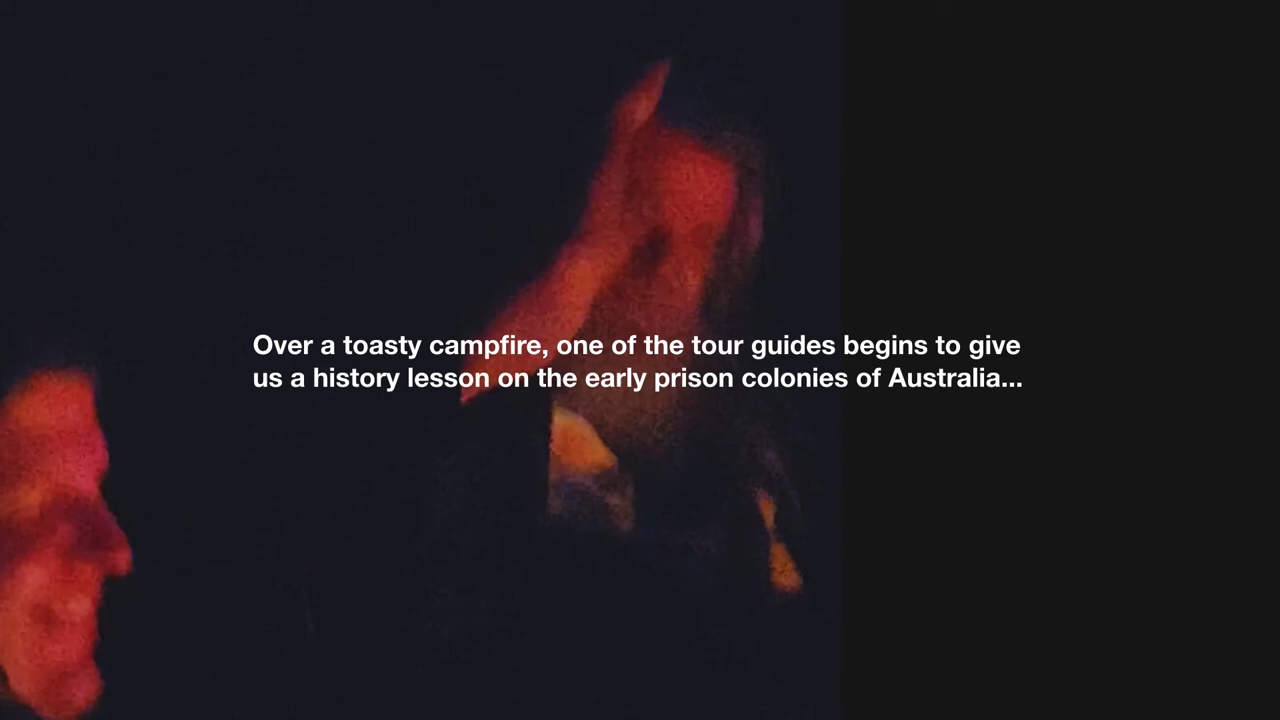 Over a toasty campfire, one of the tour guides begins to give
us a history lesson on the early prison colonies of Australia...